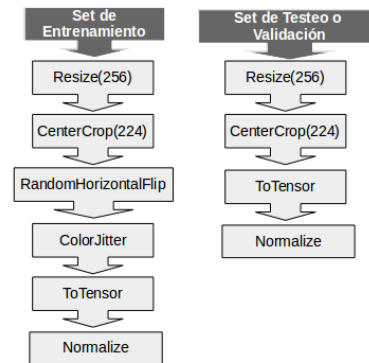 Set de
Entrenamiento
Resize(256)
CenterCrop(224)
RandomHorizontalFlip
ColorJitter
ToTensor
Normalize
Set de Testeo o
Validación
Resize(256)
CenterCrop(224)
ToTensor
Normalize